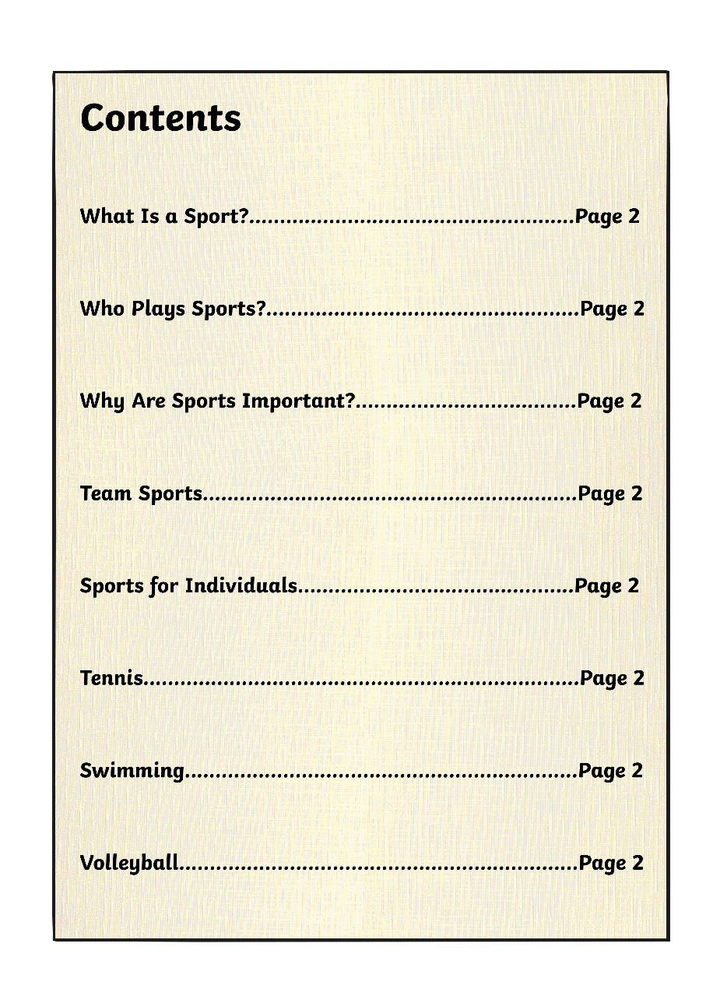 Contents
What Is a Sport?....................................................Page 2
Who Plays Sports?..................................................Page 2
Why Are Sports Important?...................................Page 2
Team Sports............................................................Page 2
Sports for Individuals............................................Page 2
Tennis......................................................................Page 2
Swimming...............................................................Page 2
Volleyball................................................................Page 2